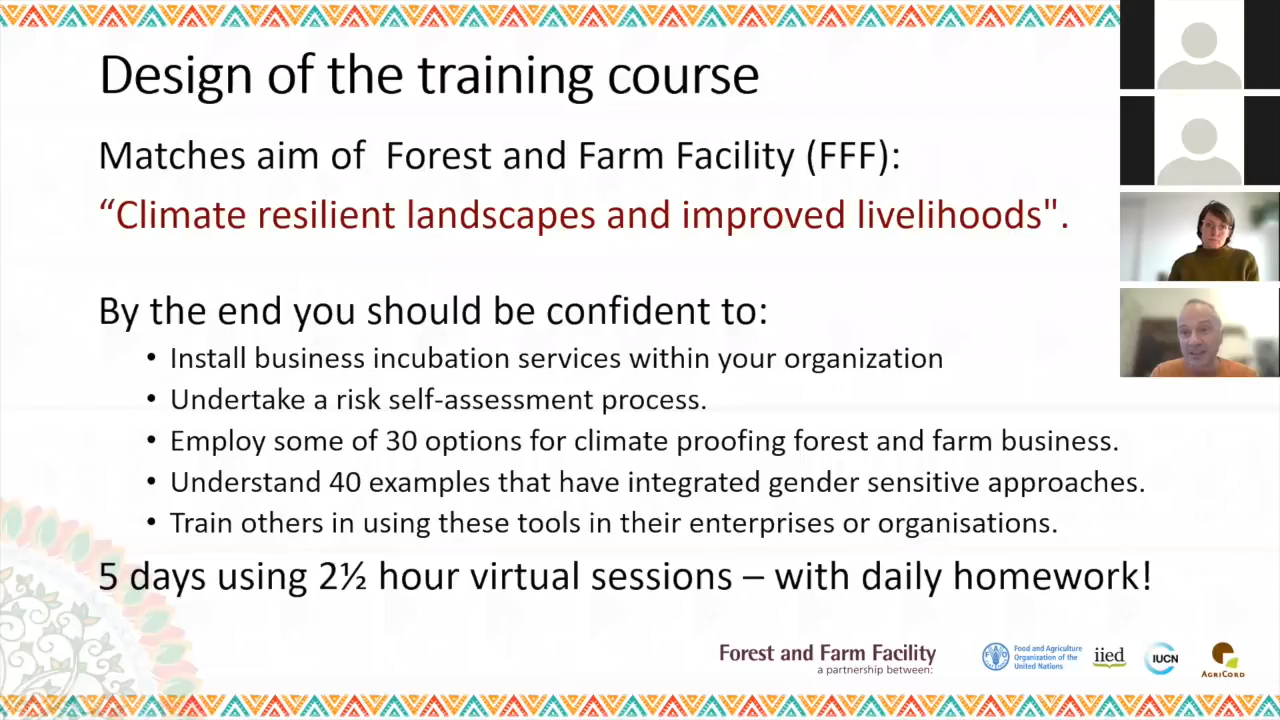 Design of the training course
Matches aim of  Forest and Farm Facility (FFF):
“Climate resilient landscapes and improved livelihoods".
By the end you should be confident to:
• Install business incubation services within your organization
• Undertake a risk self-assessment process.
• Employ some of 30 options for climate proofing forest and farm business.
• Understand 40 examples that have integrated gender sensitive approaches.
• Train others in using these tools in their enterprises or organisations.
5 days using 2½ hour virtual sessions – with daily homework!
Forest and Farm Facility
a partnership between:
Food and Agriculture
Organization of the
United Nations
iied
IUCN
AGRICORD